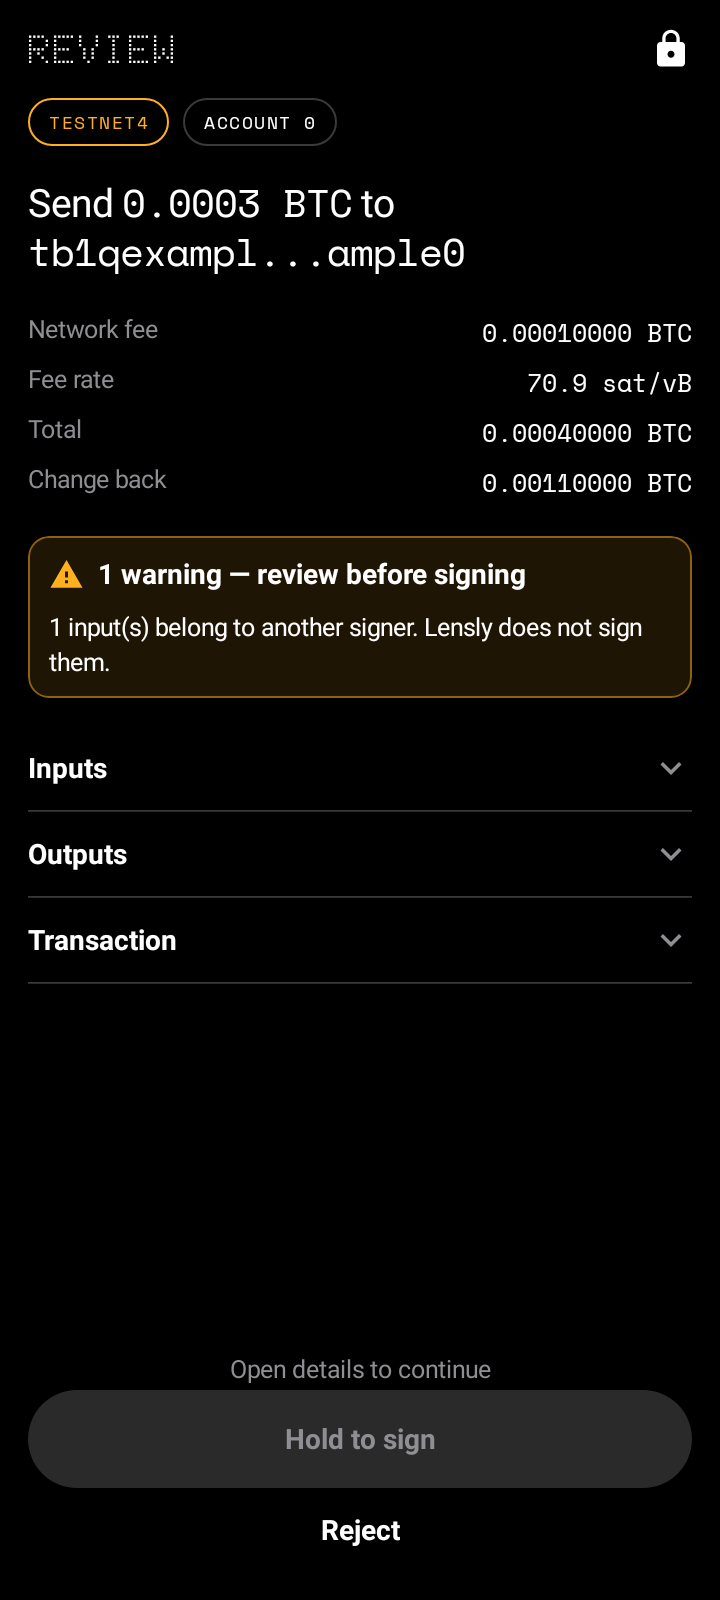 REVIEW
TESTNET4
ACCOUNT 0
Send 0.0003 BTC to
tb1qexampl...ample0
Network fee 0.00010000 BTC
Fee rate 70.9 sat/vB
Total 0.00040000 BTC
Change back 0.00110000 BTC
1 warning — review before signing
1 input(s) belong to another signer. Lensly does not sign
them.
Inputs
Outputs
Transaction
Open details to continue
Hold to sign
Reject